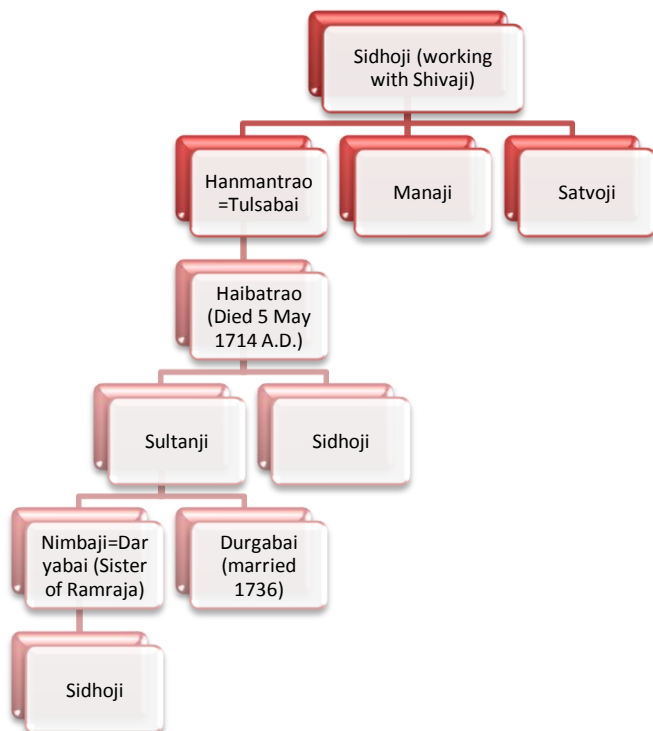 Sidhoji (working
with Shivaji)
Hanmantrao
=Tulsabai
Manaji
Satvoji
Haibatrao
(Died 5 May
1714 A.D.)
Sultanji
Sidhoji
Nimbaji=Dar
yabai (Sister
of Ramraja)
Durgabai
(married
1736)
Sidhoji